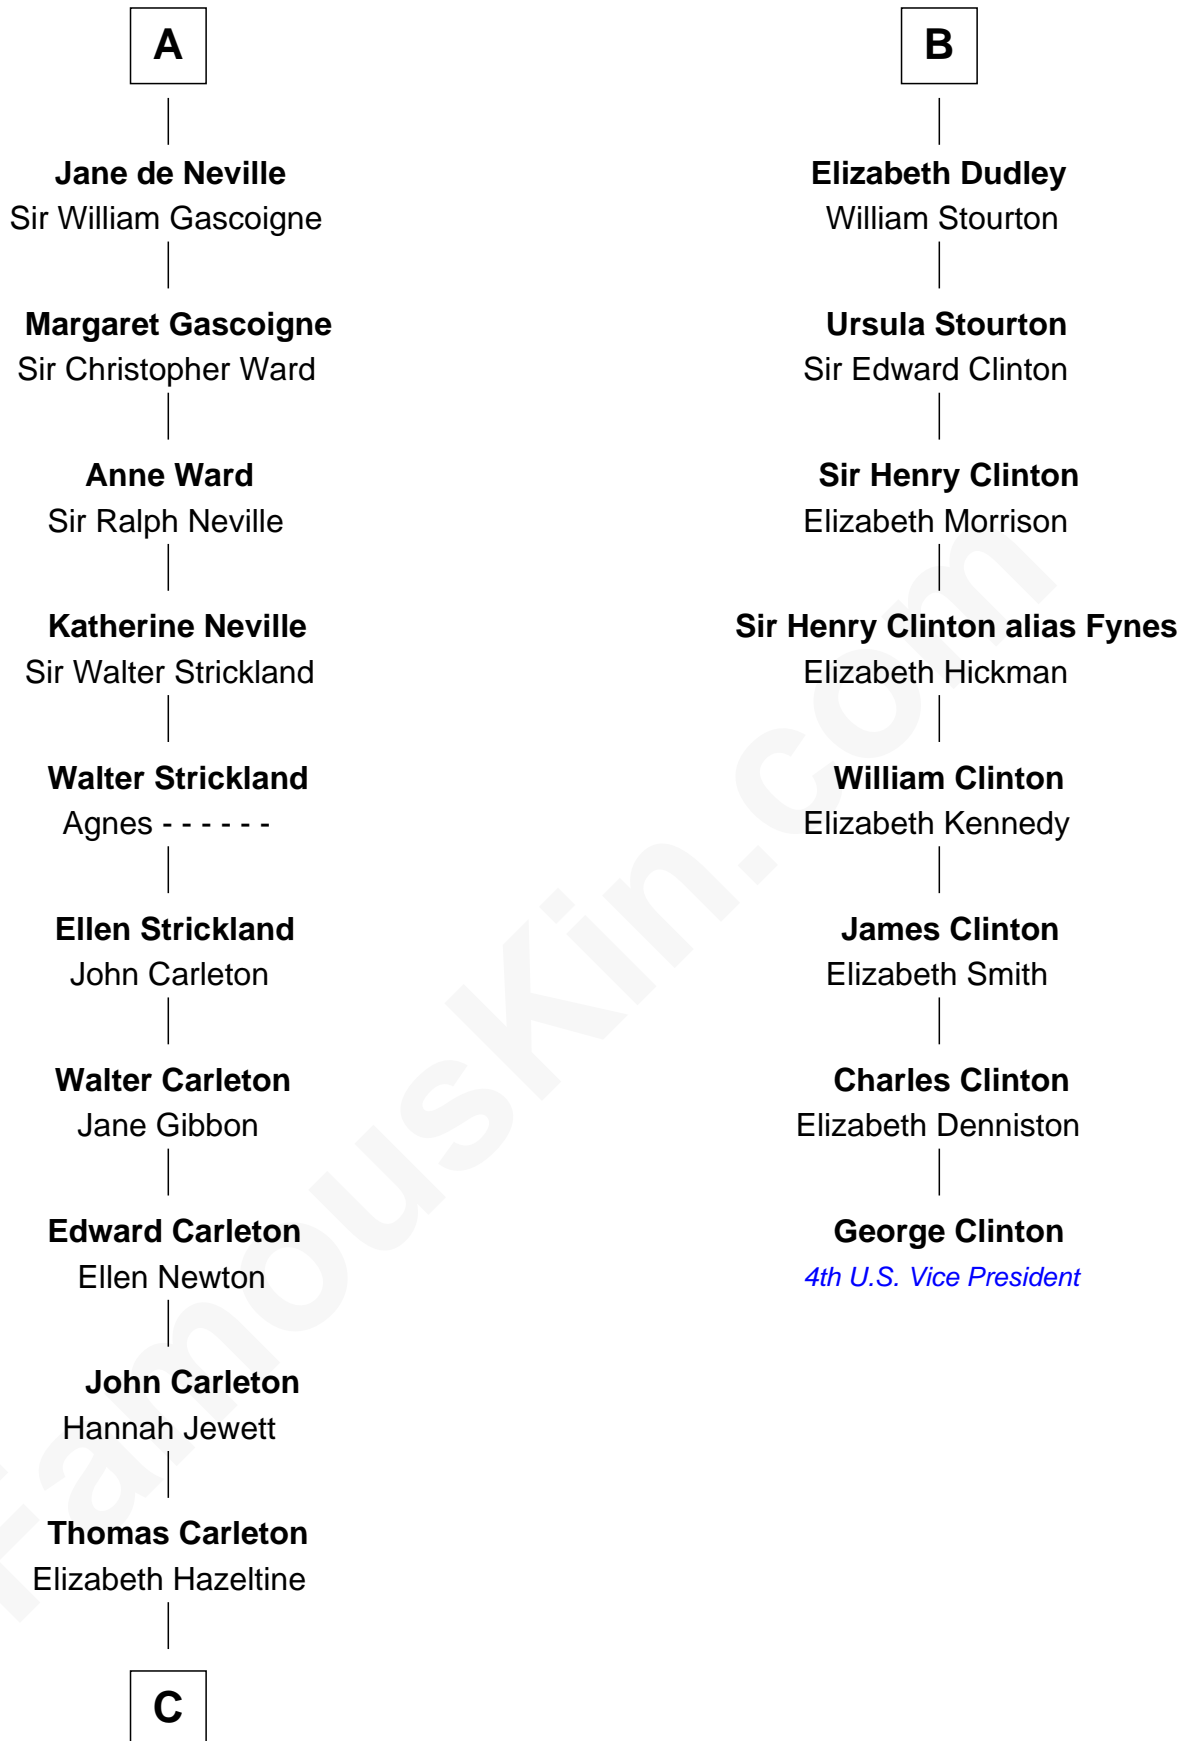 A
Jane de Neville
Sir William Gascoigne
Margaret Gascoigne
Sir Christopher Ward
Anne Ward
Sir Ralph Neville
Katherine Neville
Sir Walter Strickland
Walter Strickland
Agnes - - - - - -
Ellen Strickland
John Carleton
Walter Carleton
Jane Gibbon
Edward Carleton
Ellen Newton
John Carleton
Hannah Jewett
Thomas Carleton
Elizabeth Hazeltine
C
B
Elizabeth Dudley
William Stourton
Ursula Stourton
Sir Edward Clinton
Sir Henry Clinton
Elizabeth Morrison
Sir Henry Clinton alias Fynes
Elizabeth Hickman
William Clinton
Elizabeth Kennedy
James Clinton
Elizabeth Smith
Charles Clinton
Elizabeth Denniston
George Clinton
4th U.S. Vice President
FamousKin.com